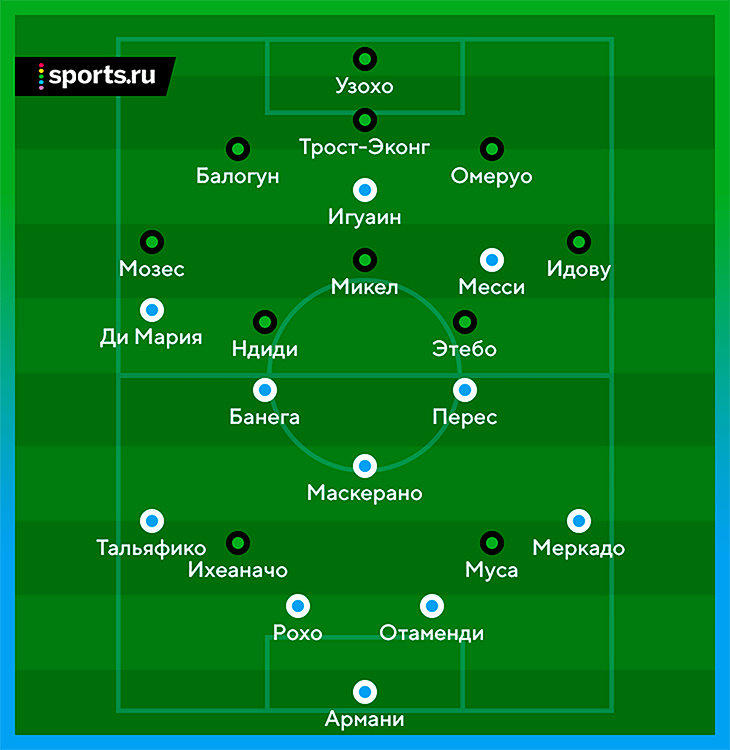 sports.ru
Узохо
Трост-Эконг
Балогун
Омеруо
Игуаин
Мозес
Микел
Месси
Идову
Ди Мария
Ндиди
Этебо
Банега
Перес
Маскерано
Тальяфико
Ихеаначо
Муса
Меркадо
Рохо
Отаменди
Армани